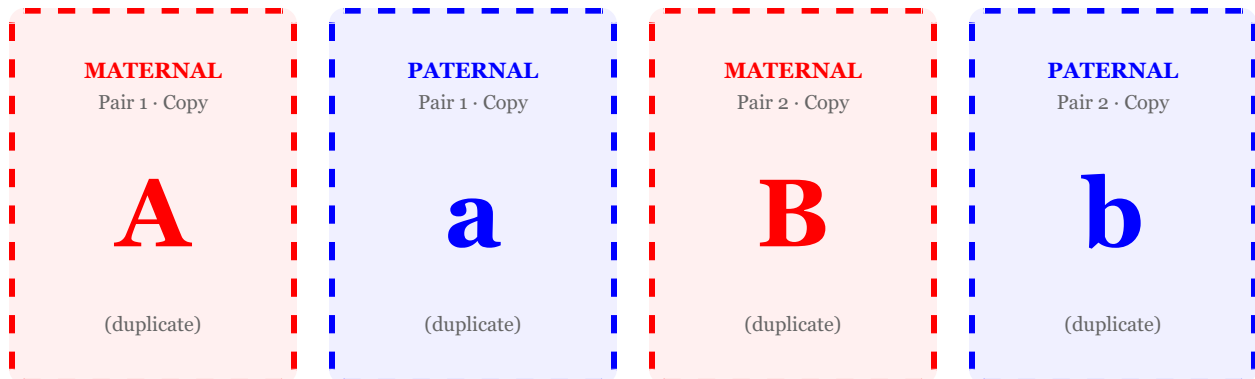 MATERNAL
Pair 1 · Copy
A
(duplicate)
PATERNAL
Pair 1 · Copy
a
(duplicate)
MATERNAL
Pair 2 · Copy
B
(duplicate)
PATERNAL
Pair 2 · Copy
b
(duplicate)